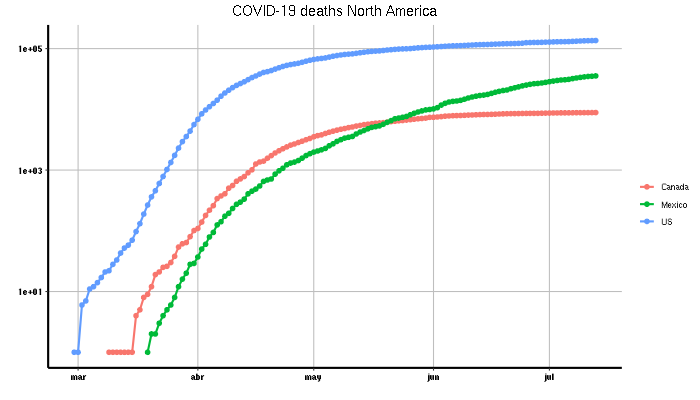 COVID-19 deaths North America
1e+05
1e+03
1e+01
mar
abr
may
jun
jul
Canada
Mexico
US